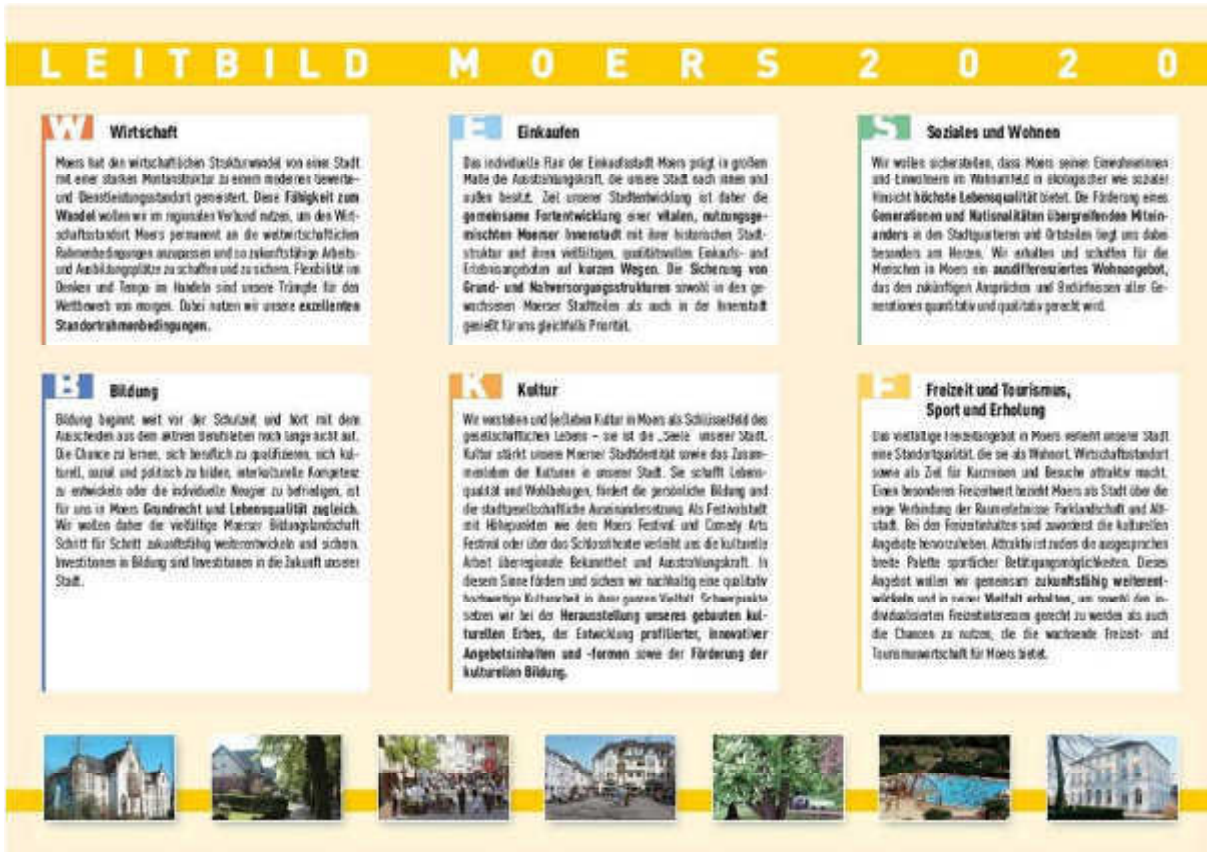 LEITBILD MOERS 2020
W Wirtschaft
Moers hat den wirtschaftlichen Strukturwandel von einer Stadt
mit einer starken Montanstruktur zu einem modernen Gewerbe-
und Dienstleistungsstandort gemeistert. Diese Fähigkeit zum
Wandel wollen wir im regionalen Verbund nutzen, um den Wirt-
schaftsstandort Moers permanent an die weltwirtschaftlichen
Rahmenbedingungen anzupassen und so zukunftsfähige Arbeits-
und Ausbildungsplätze zu schaffen und zu sichern. Flexibilität im
Denken und Tempo im Handeln sind unsere Trümpfe für den
Wettbewerb von morgen. Dabei nutzen wir unsere exzellenten
Standortrahmenbedingungen.
E Einkaufen
Das individuelle Flair der Einkaufsstadt Moers prägt in großem
Maße die Ausstrahlungskraft, die unsere Stadt nach innen und
außen besitzt. Ziel unserer Stadtentwicklung ist daher die
gemeinsame Fortentwicklung einer vitalen, nutzungsge-
mischten Moerser Innenstadt mit ihrer historischen Stadt-
struktur und ihren vielfältigen, qualitätsvollen Einkaufs- und
Erlebnisangeboten auf kurzen Wegen. Die Sicherung von
Grund- und Nahversorgungsstrukturen sowohl in den ge-
wachsenen Moerser Stadtteilen als auch in der Innenstadt
genießt für uns gleichfalls Priorität.
S Soziales und Wohnen
Wir wollen sicherstellen, dass Moers seinen Einwohnerinnen
und Einwohnern im Wohnumfeld in ökologischer wie sozialer
Hinsicht höchste Lebensqualität bietet. Die Förderung eines
Generationen und Nationalitäten übergreifenden Mitein-
anders in den Stadtquartieren und Ortsteilen liegt uns dabei
besonders am Herzen. Wir erhalten und schaffen für die
Menschen in Moers ein ausdifferenziertes Wohnangebot,
das den zukünftigen Ansprüchen und Bedürfnissen aller Ge-
nerationen quantitativ und qualitativ gerecht wird.
B Bildung
Bildung beginnt weit vor der Schulzeit und hört mit dem
Ausscheiden aus dem aktiven Berufsleben noch lange nicht auf.
Die Chance zu lernen, sich beruflich zu qualifizieren, sich kul-
turell, sozial und politisch zu bilden, interkulturelle Kompetenz
zu entwickeln oder die individuelle Neugier zu befriedigen, ist
für uns in Moers Grundrecht und Lebensqualität zugleich.
Wir wollen daher die vielfältige Moerser Bildungslandschaft
Schritt für Schritt zukunftsfähig weiterentwickeln und sichern.
Investitionen in Bildung sind Investitionen in die Zukunft unserer
Stadt.
K Kultur
Wir verstehen und (er)leben Kultur in Moers als Schlüsselfeld des
gesellschaftlichen Lebens – sie ist die „Seele“ unserer Stadt.
Kultur stärkt unsere Moerser Stadtidentität sowie das Zusam-
menleben der Kulturen in unserer Stadt. Sie schafft Lebens-
qualität und Wohlbehagen, fördert die persönliche Bildung und
die stadtgesellschaftliche Auseinandersetzung. Als Festivalstadt
mit Höhepunkten wie dem Moers Festival und Comedy Arts
Festival oder über das Schlosstheater verleiht uns die kulturelle
Arbeit überregionale Bekanntheit und Ausstrahlungskraft. In
diesem Sinne fördern und sichern wir nachhaltig eine qualitativ
hochwertige Kulturarbeit in ihrer ganzen Vielfalt. Schwerpunkte
setzen wir bei der Herausstellung unseres gebauten kul-
turellen Erbes, der Entwicklung profilierter, innovativer
Angebotsinhalten und -formen sowie der Förderung der
kulturellen Bildung.
F Freizeit und Tourismus,
Sport und Erholung
Das vielfältige Freizeitangebot in Moers verleiht unserer Stadt
eine Standortqualität, die sie als Wohnort, Wirtschaftsstandort
sowie als Ziel für Kurzreisen und Besuche attraktiv macht.
Einen besonderen Freizeitwert bezieht Moers als Stadt über die
enge Verbindung der Raumerlebnisse Parklandschaft und Alt-
stadt. Bei den Freizeitinhalten sind zuvorderst die kulturellen
Angebote hervorzuheben. Attraktiv ist zudem die ausgesprochen
breite Palette sportlicher Betätigungsmöglichkeiten. Dieses
Angebot wollen wir gemeinsam zukunftsfähig weiterent-
wickeln und in seiner Vielfalt erhalten, um sowohl den in-
dividualisierten Freizeitinteressen gerecht zu werden als auch
die Chancen zu nutzen, die die wachsende Freizeit- und
Tourismuswirtschaft für Moers bietet.